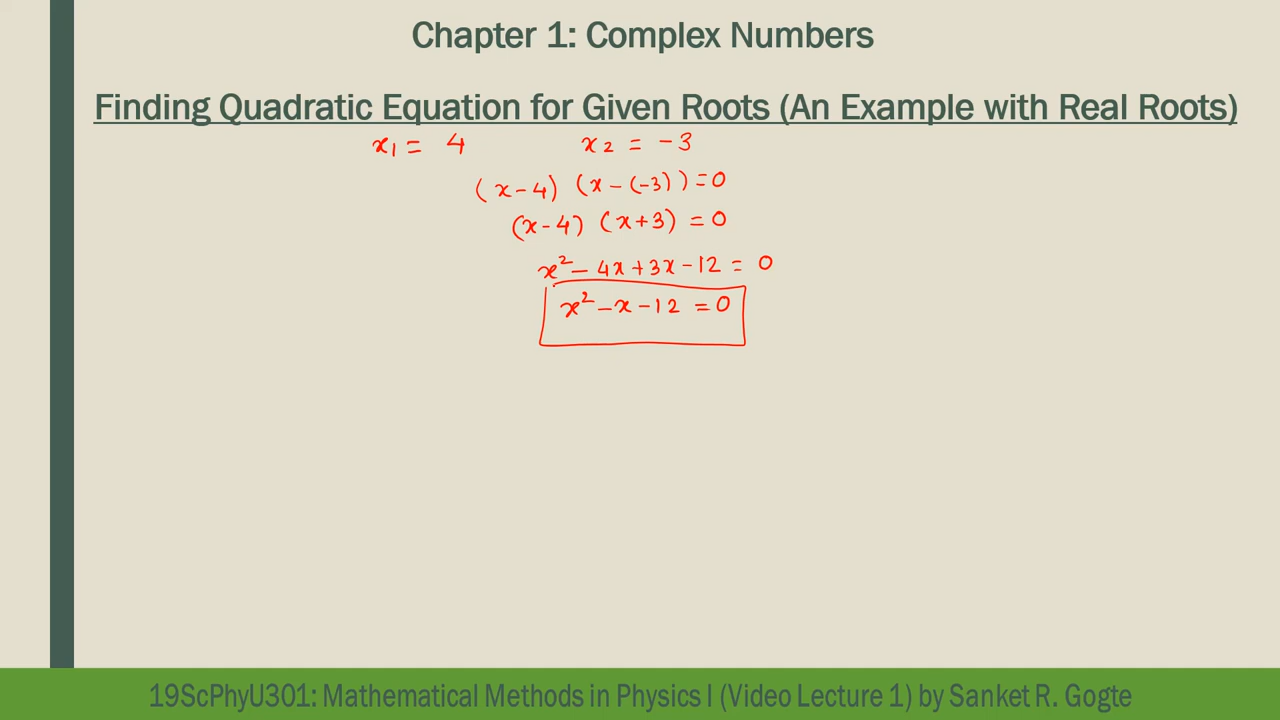 Chapter 1: Complex Numbers
Finding Quadratic Equation for Given Roots (An Example with Real Roots)
x₁ = 4 x₂ = -3
(x-4) (x-(-3)) = 0
(x-4) (x+3) = 0
x² - 4x + 3x - 12 = 0
x² - x - 12 = 0
19ScPhyU301: Mathematical Methods in Physics I (Video Lecture 1) by Sanket R. Gogte